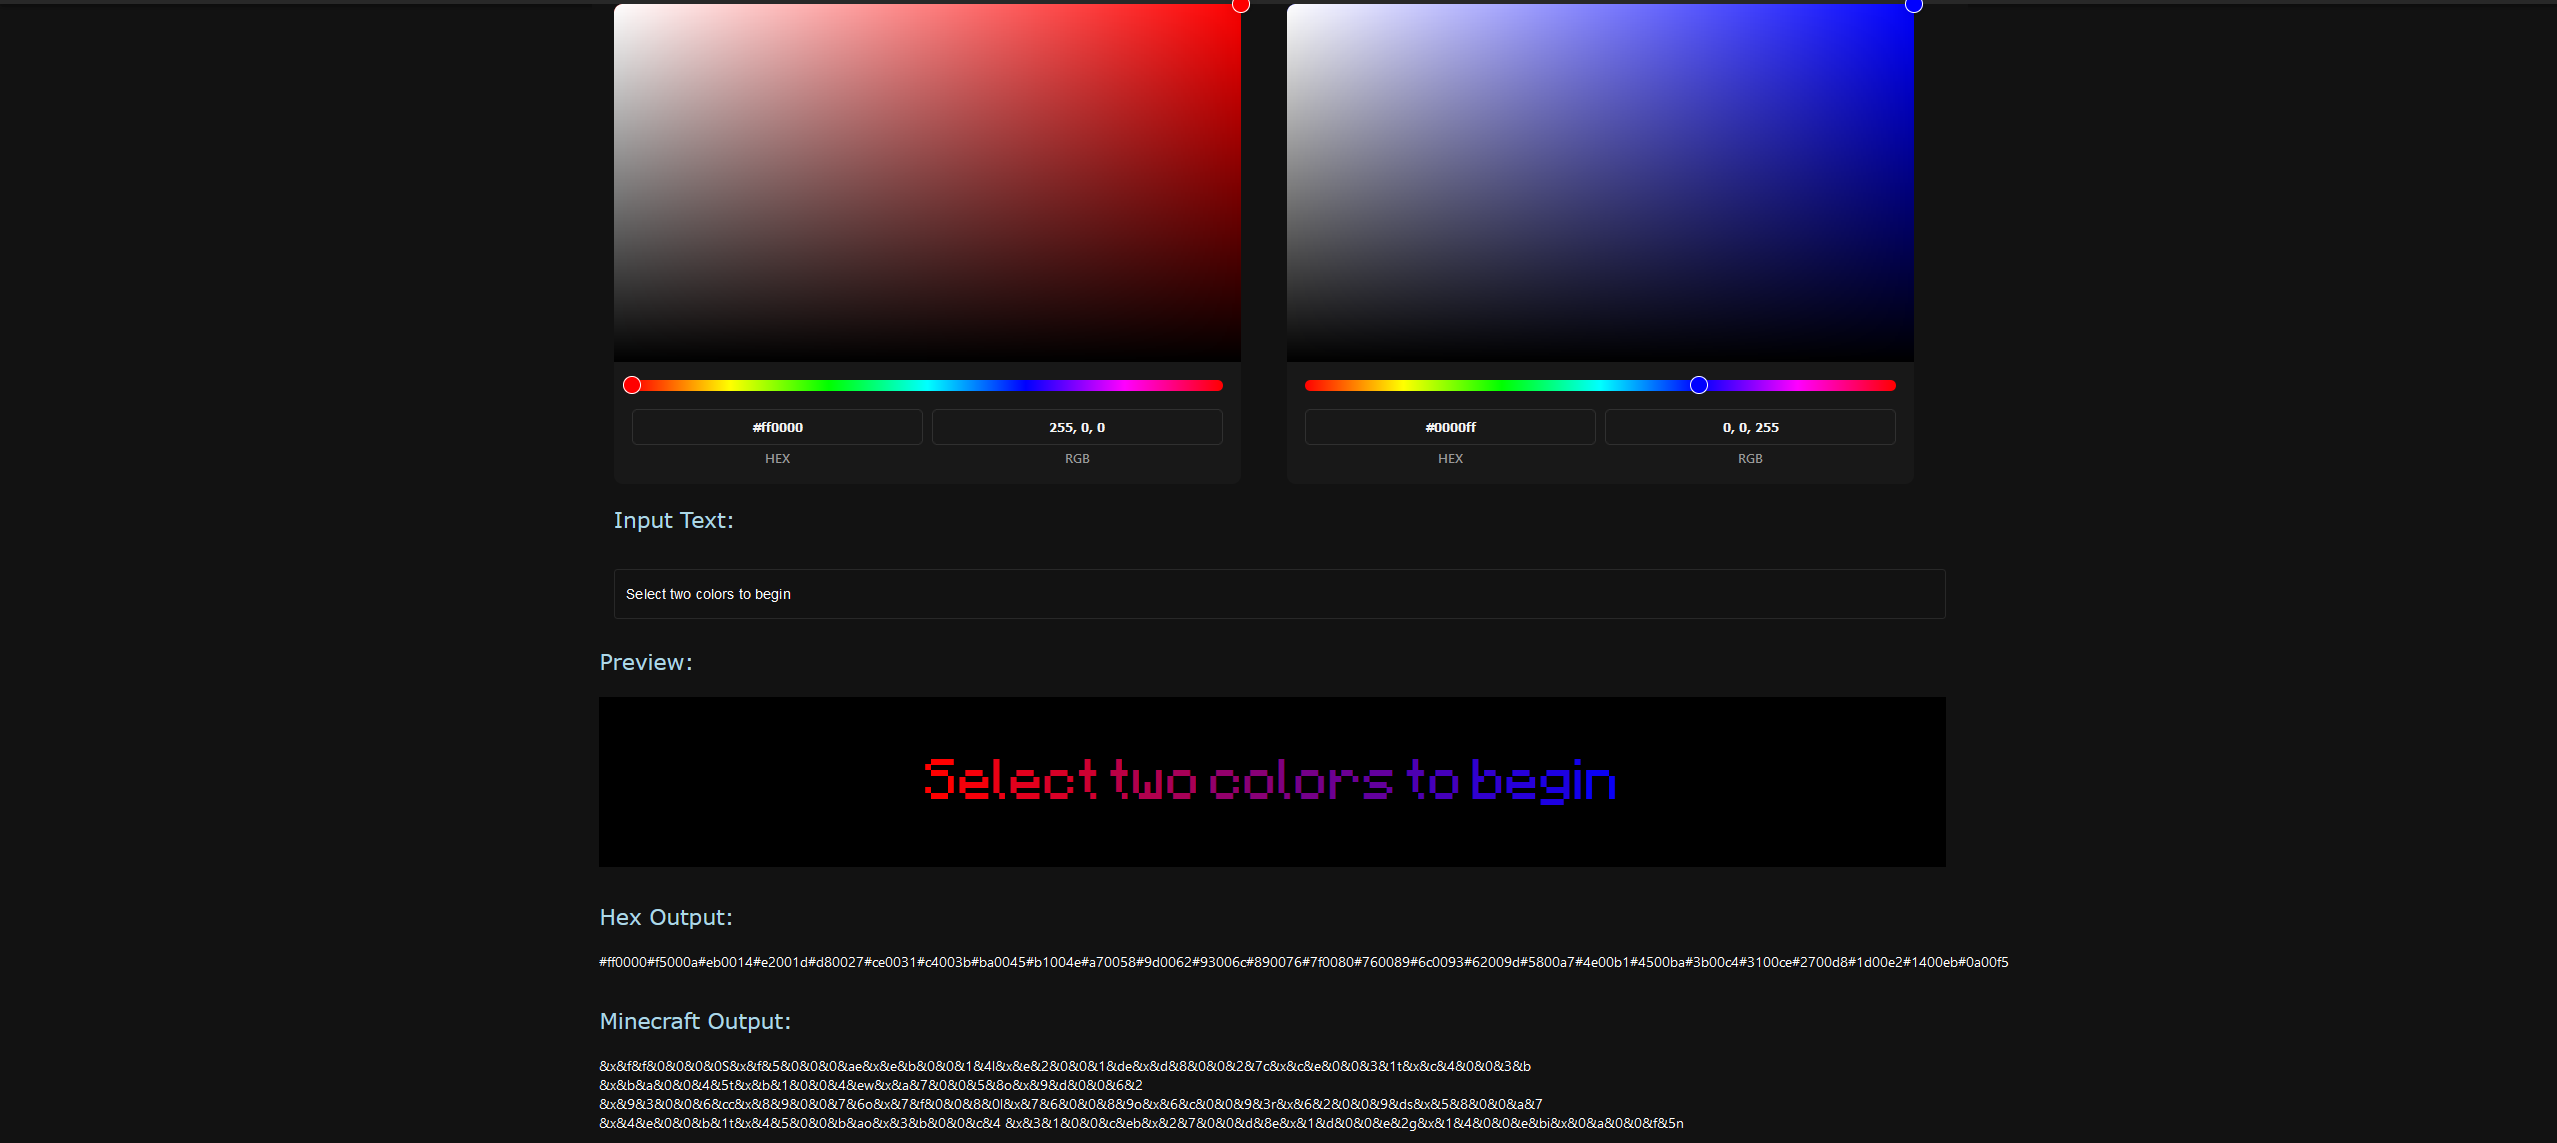 #ff0000
255, 0, 0
#0000ff
0, 0, 255
HEX
RGB
HEX
RGB
Input Text:
Select two colors to begin
Preview:
Select two colors to begin
Hex Output:
#ff0000#f5000a#eb0014#e2001d#d80027#ce0031#c4003b#ba0045#b1004e#a70058#9d0062#93006c#890076#7f0080#760089#6c0093#62009d#5800a7#4e00b1#4500ba#3b00c4#3100ce#2700d8#1d00e2#1400eb#0a00f5
Minecraft Output:
&x&f&f&0&0&0&0S&x&f&5&0&0&0&ae&x&e&b&0&0&1&4l&x&e&2&0&0&1&de&x&d&8&0&0&2&7c&x&c&e&0&0&3&1t&x&c&4&0&0&3&b
&x&b&a&0&0&4&5t&x&b&1&0&0&4&ew&x&a&7&0&0&5&8o&x&9&d&0&0&6&2
&x&9&3&0&0&6&cc&x&8&9&0&0&7&6o&x&7&f&0&0&8&0l&x&7&6&0&0&8&9o&x&6&c&0&0&9&3r&x&6&2&0&0&9&ds&x&5&8&0&0&a&7
&x&4&e&0&0&b&1t&x&4&5&0&0&b&ao&x&3&b&0&0&c&4 &x&3&1&0&0&c&eb&x&2&7&0&0&d&8e&x&1&d&0&0&e&2g&x&1&4&0&0&e&bi&x&0&a&0&0&f&5n